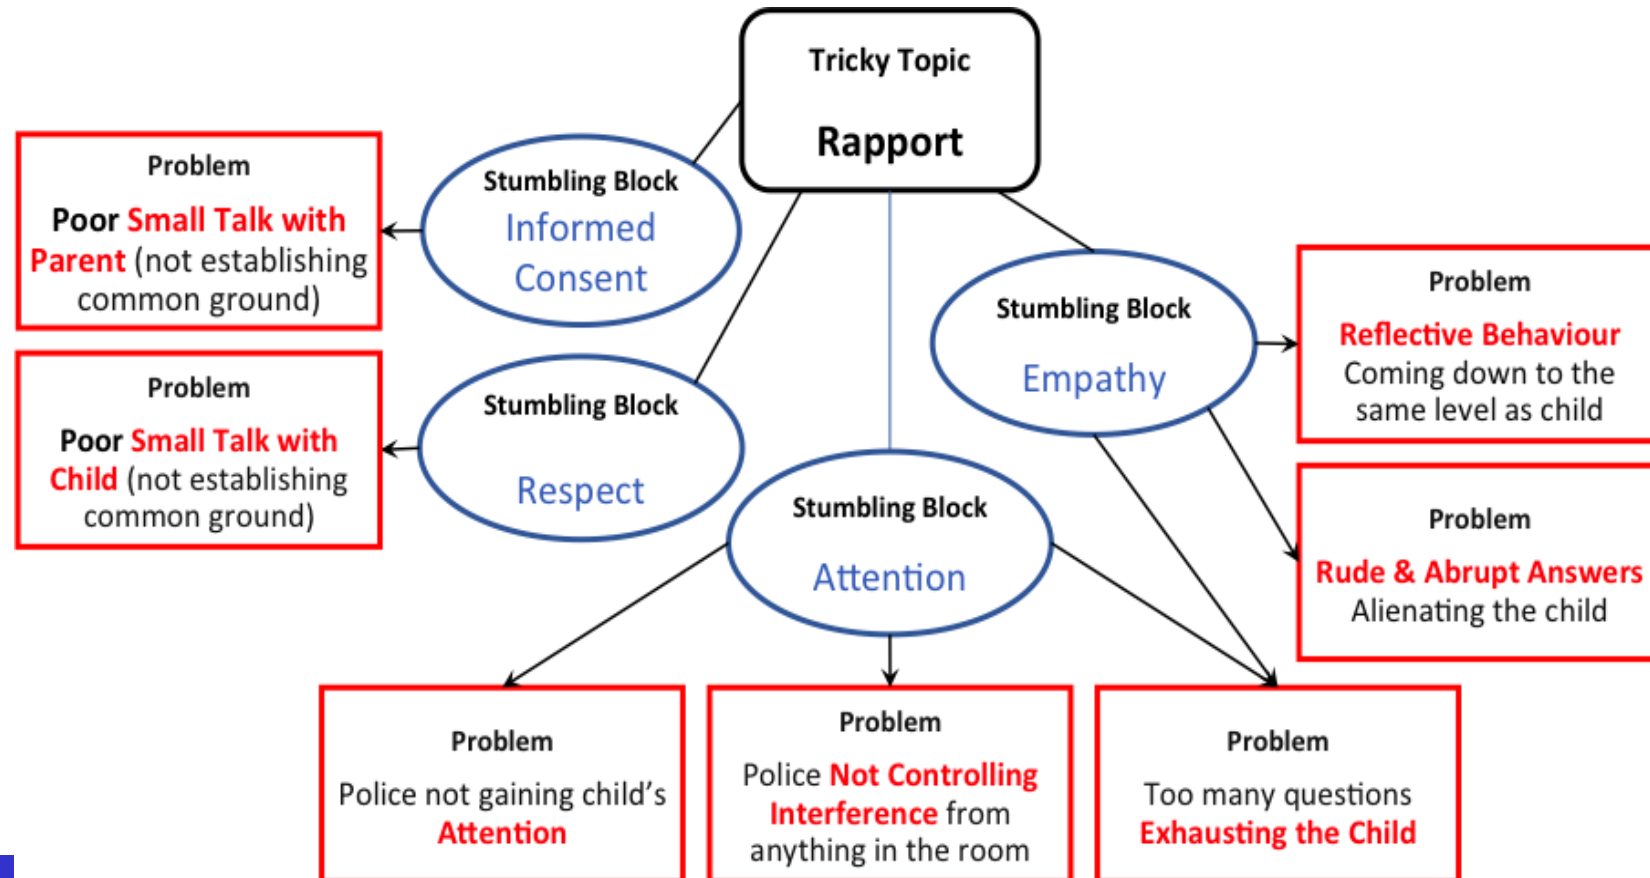 Tricky Topic
Rapport
Stumbling Block
Informed
Consent
Problem
Poor Small Talk with
Parent (not establishing
common ground)
Stumbling Block
Respect
Problem
Poor Small Talk with
Child (not establishing
common ground)
Stumbling Block
Attention
Problem
Police not gaining child's
Attention
Problem
Police Not Controlling
Interference from
anything in the room
Problem
Too many questions
Exhausting the Child
Stumbling Block
Empathy
Problem
Reflective Behaviour
Coming down to the
same level as child
Problem
Rude & Abrupt Answers
Alienating the child